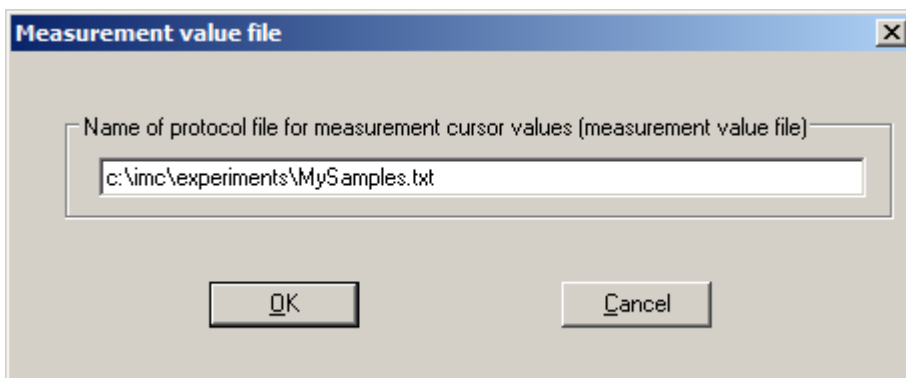 Measurement value file
Name of protocol file for measurement cursor values (measurement value file)
c:\imc\experiments\MySamples.txt
OK Cancel